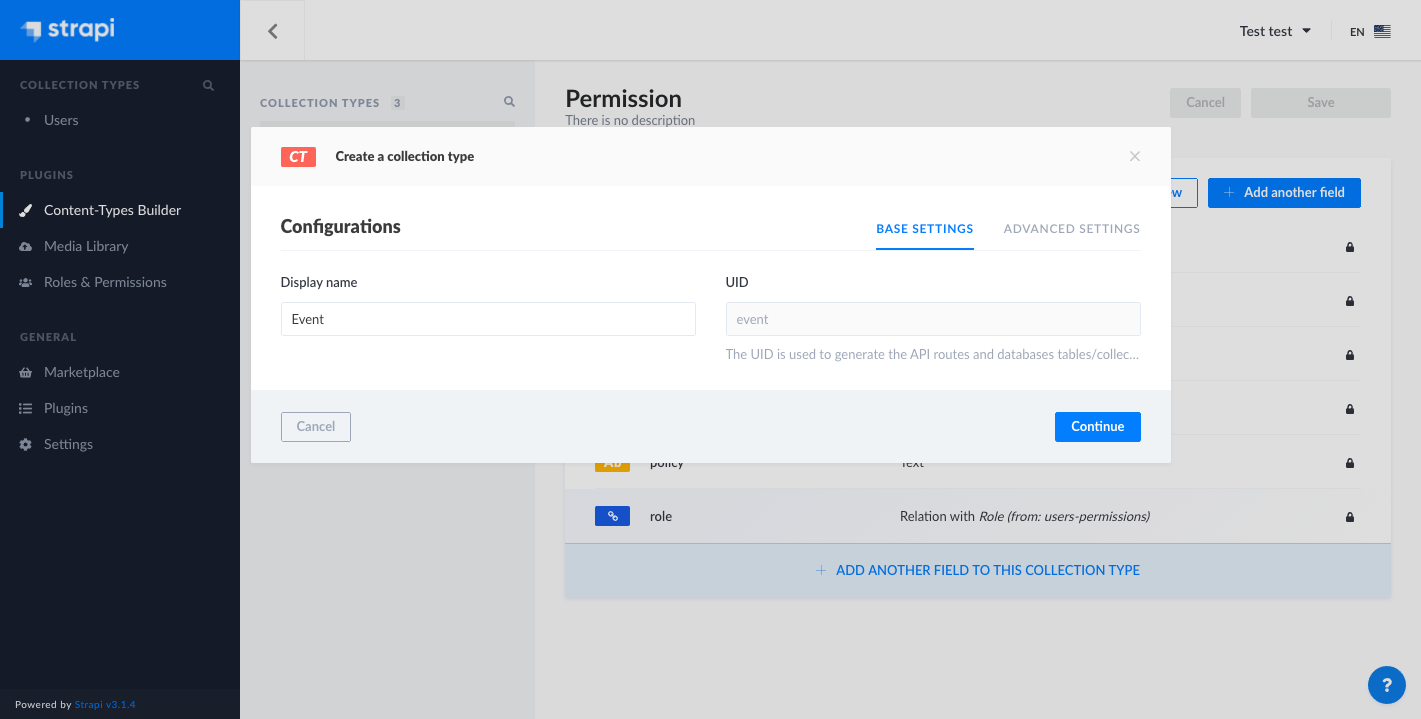 strapi
Test test
EN
COLLECTION TYPES
Users
PLUGINS
Content-Types Builder
Media Library
Roles & Permissions
GENERAL
Marketplace
Plugins
Settings
Powered by Strapi v3.1.4
COLLECTION TYPES 3
Permission
There is no description
Cancel
Save
Add another field
CT Create a collection type
Configurations
BASE SETTINGS
ADVANCED SETTINGS
Display name
UID
Event
event
The UID is used to generate the API routes and databases tables/collec...
Cancel
Continue
Ab policy Text
role Relation with Role (from: users-permissions)
ADD ANOTHER FIELD TO THIS COLLECTION TYPE
?